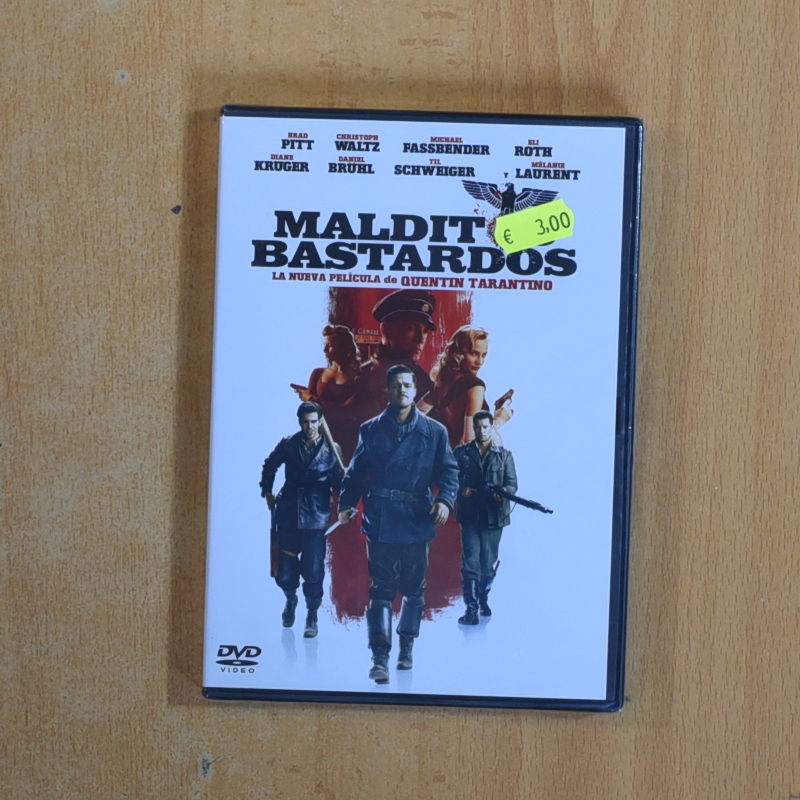 BRAD PITT CHRISTOPH WALTZ MICHAEL FASSBENDER ELI ROTH
DIANE KRUGER DANIEL BRÜHL TIL SCHWEIGER Y MÉLANIE LAURENT
MALDIT
€ 3,00
BASTARDOS
LA NUEVA PELÍCULA de QUENTIN TARANTINO
DVD
VIDEO